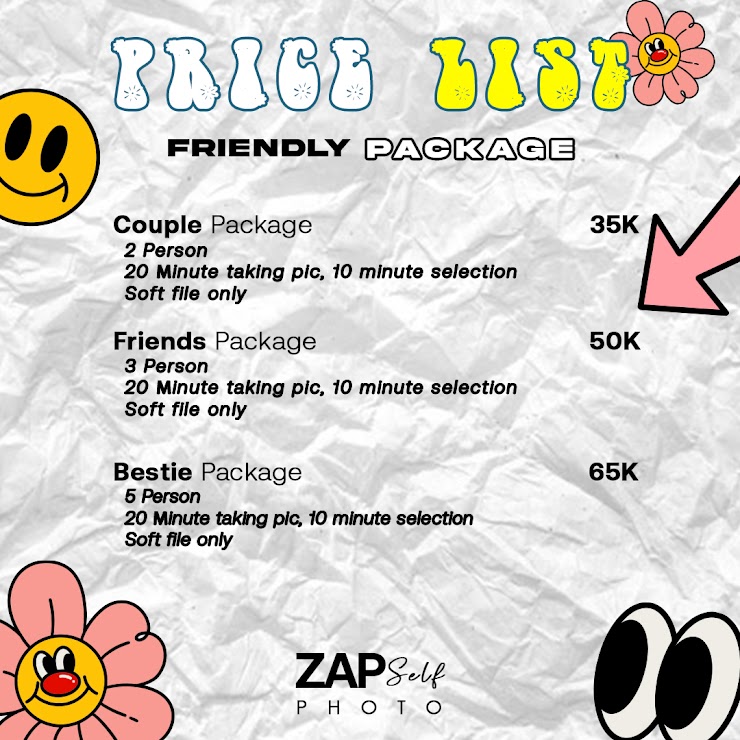 PRICE LIST
FRIENDLY PACKAGE
Couple Package 35K
2 Person
20 Minute taking pic, 10 minute selection
Soft file only
Friends Package 50K
3 Person
20 Minute taking pic, 10 minute selection
Soft file only
Bestie Package 65K
5 Person
20 Minute taking pic, 10 minute selection
Soft file only
ZAP Self
PHOTO